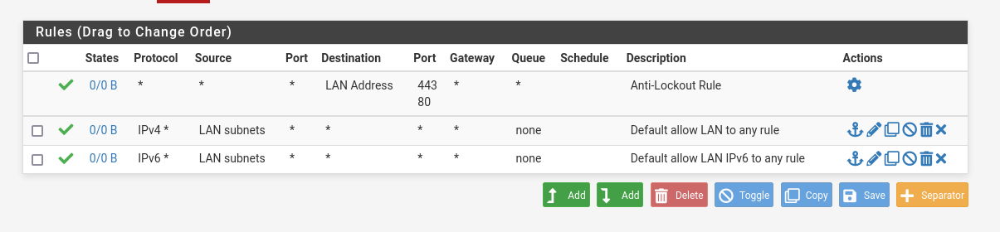 Rules (Drag to Change Order)
States Protocol Source Port Destination Port Gateway Queue Schedule Description Actions
0/0 B * * * LAN Address 443 * * Anti-Lockout Rule
80
0/0 B IPv4 * LAN subnets * * * * none Default allow LAN to any rule
0/0 B IPv6 * LAN subnets * * * * none Default allow LAN IPv6 to any rule
Add Add Delete Toggle Copy Save Separator